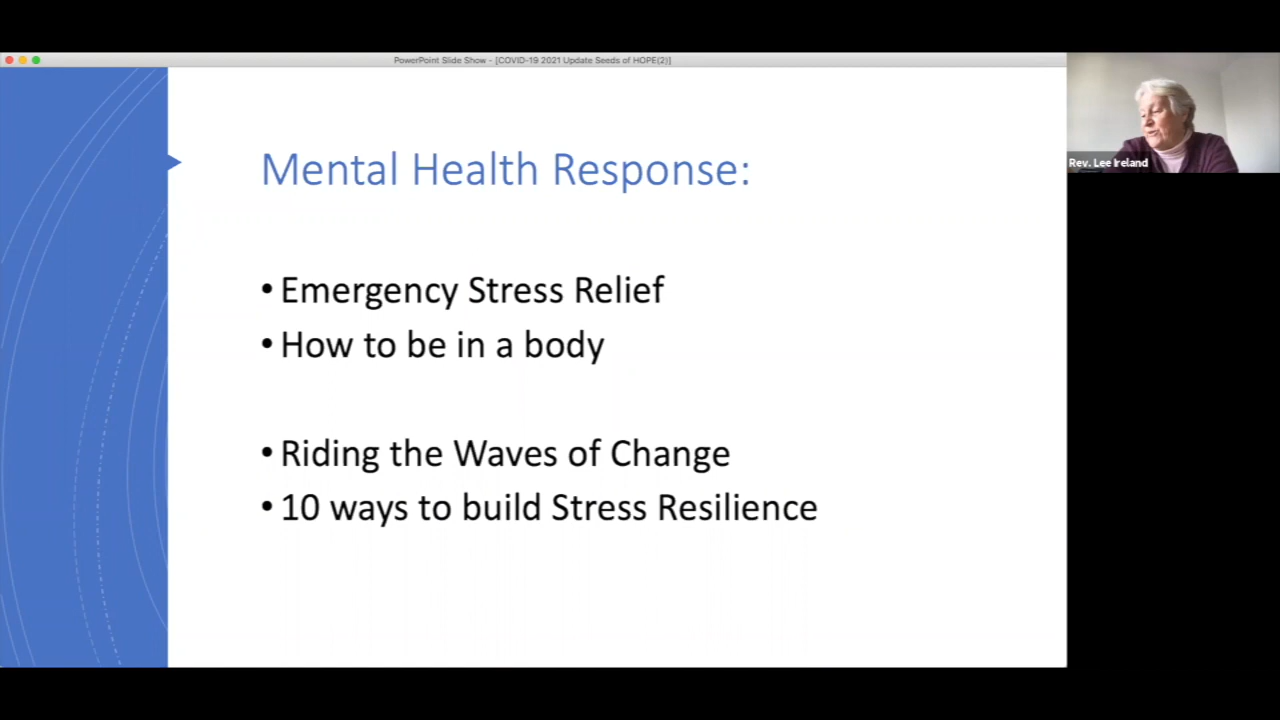 PowerPoint Slide Show - [COVID-19 2021 Update Seeds of HOPE(2)]
Rev. Lee Ireland
Mental Health Response:
• Emergency Stress Relief
• How to be in a body
• Riding the Waves of Change
• 10 ways to build Stress Resilience